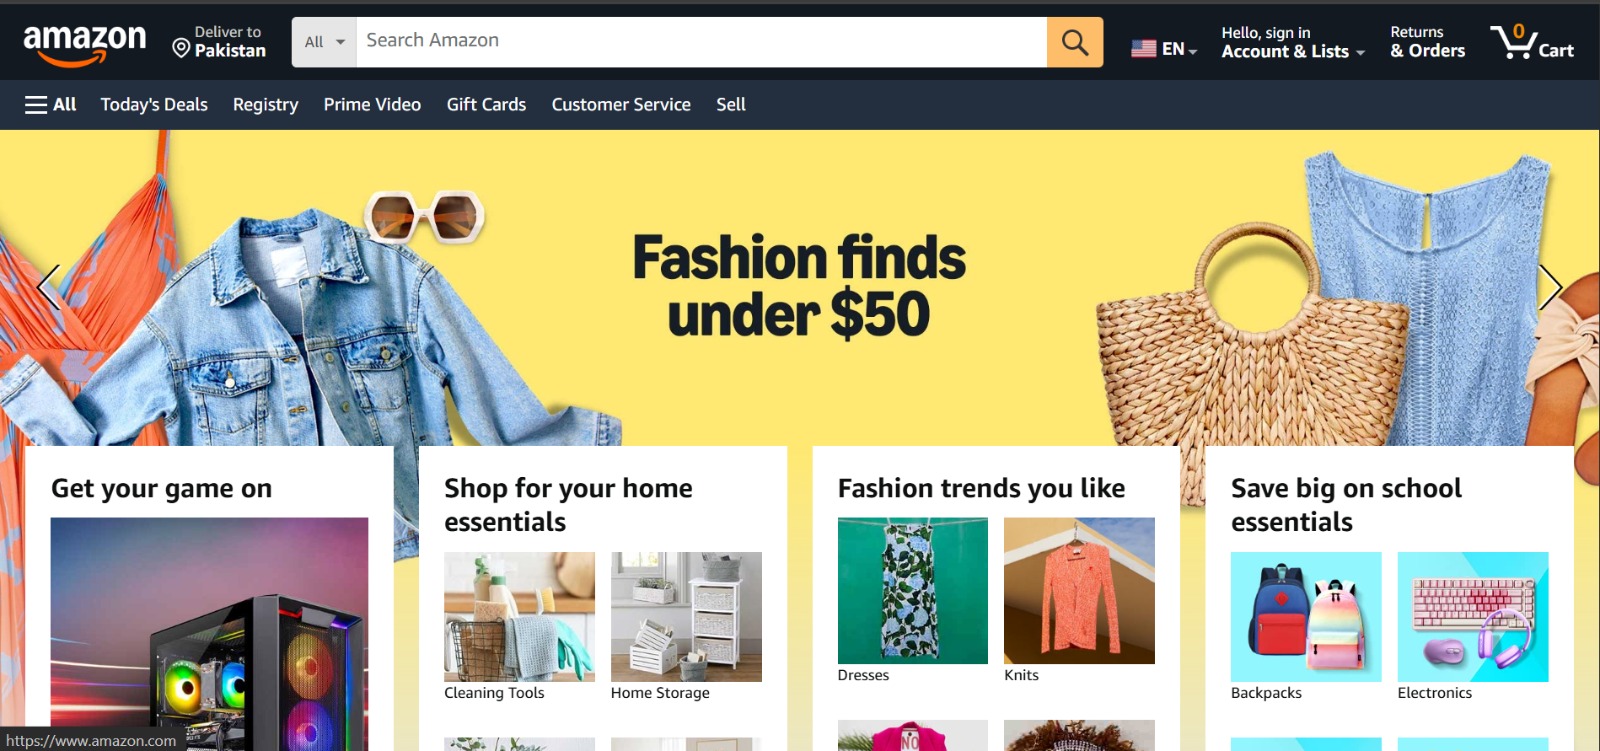 amazon
Deliver to
Pakistan
All
Search Amazon
EN
Hello, sign in
Account & Lists
Returns
& Orders
0
Cart
All
Today's Deals
Registry
Prime Video
Gift Cards
Customer Service
Sell
Fashion finds
under $50
Get your game on
Shop for your home
essentials
Cleaning Tools
Home Storage
Fashion trends you like
Dresses
Knits
NO
Save big on school
essentials
Backpacks
Electronics
https://www.amazon.com